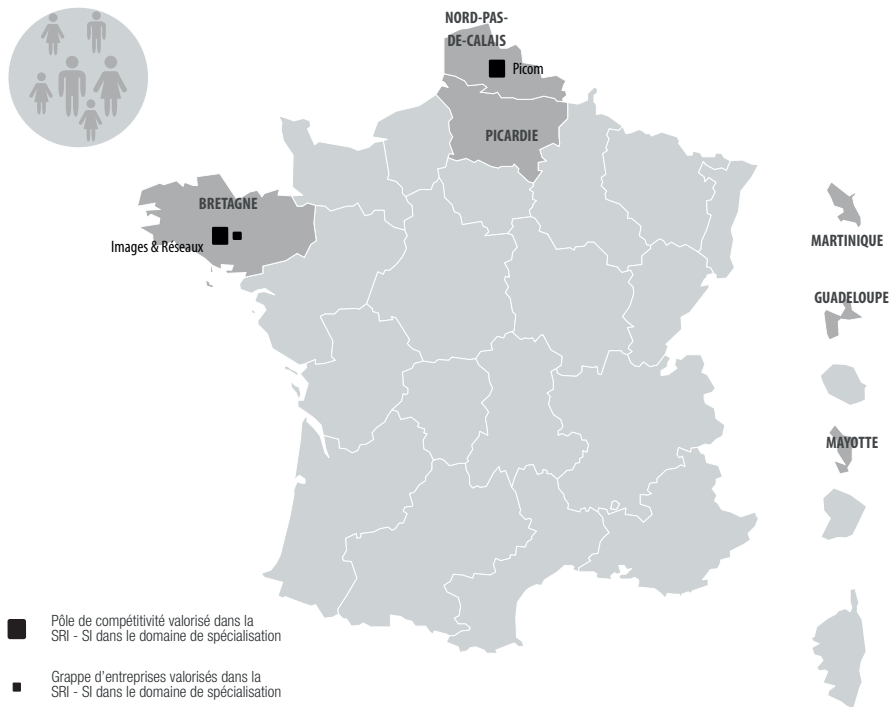 NORD-PAS-
DE-CALAIS
Picom
PICARDIE
BRETAGNE
Images & Réseaux
MARTINIQUE
GUADELOUPE
MAYOTTE
Pôle de compétitivité valorisé dans la
SRI - SI dans le domaine de spécialisation
Grappe d'entreprises valorisés dans la
SRI - SI dans le domaine de spécialisation